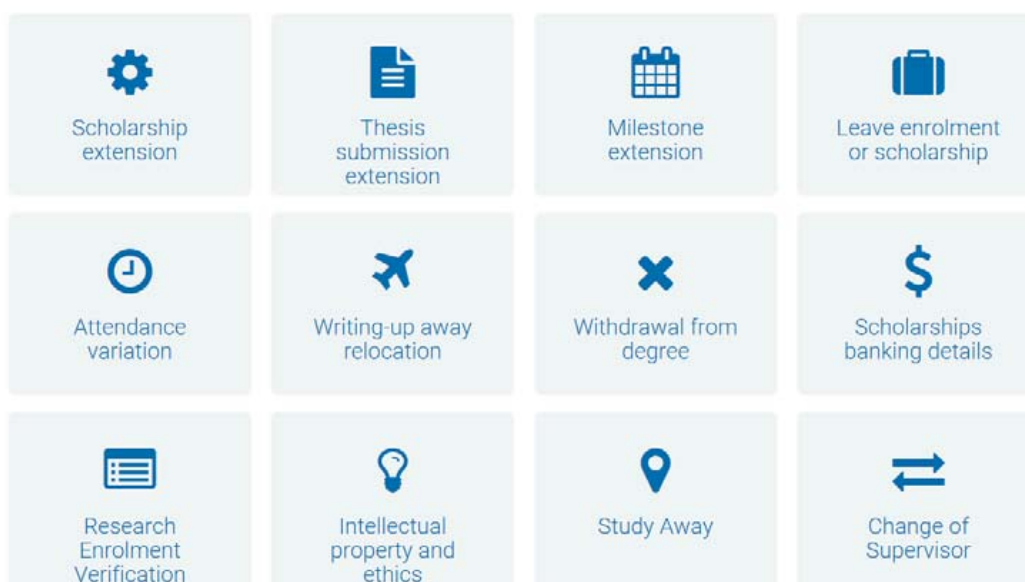 Scholarship
extension
Thesis
submission
extension
Milestone
extension
Leave enrolment
or scholarship
Attendance
variation
Writing-up away
relocation
Withdrawal from
degree
Scholarships
banking details
Research
Enrolment
Verification
Intellectual
property and
ethics
Study Away
Change of
Supervisor